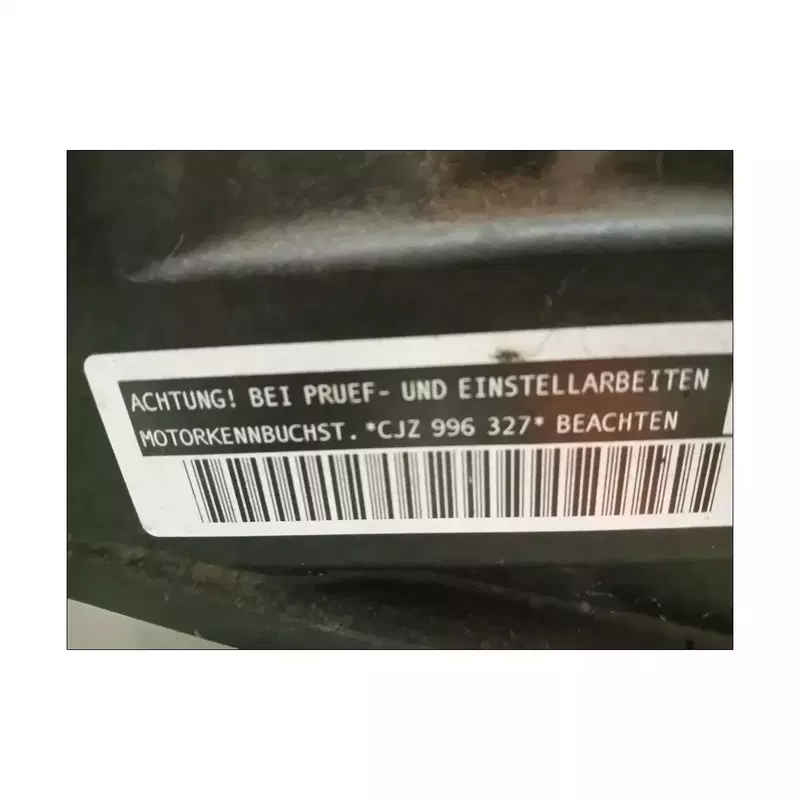 ACHTUNG! BEI PRUEF- UND EINSTELLARBEITEN
MOTORKENNBUCHST. *CJZ 996 327* BEACHTEN